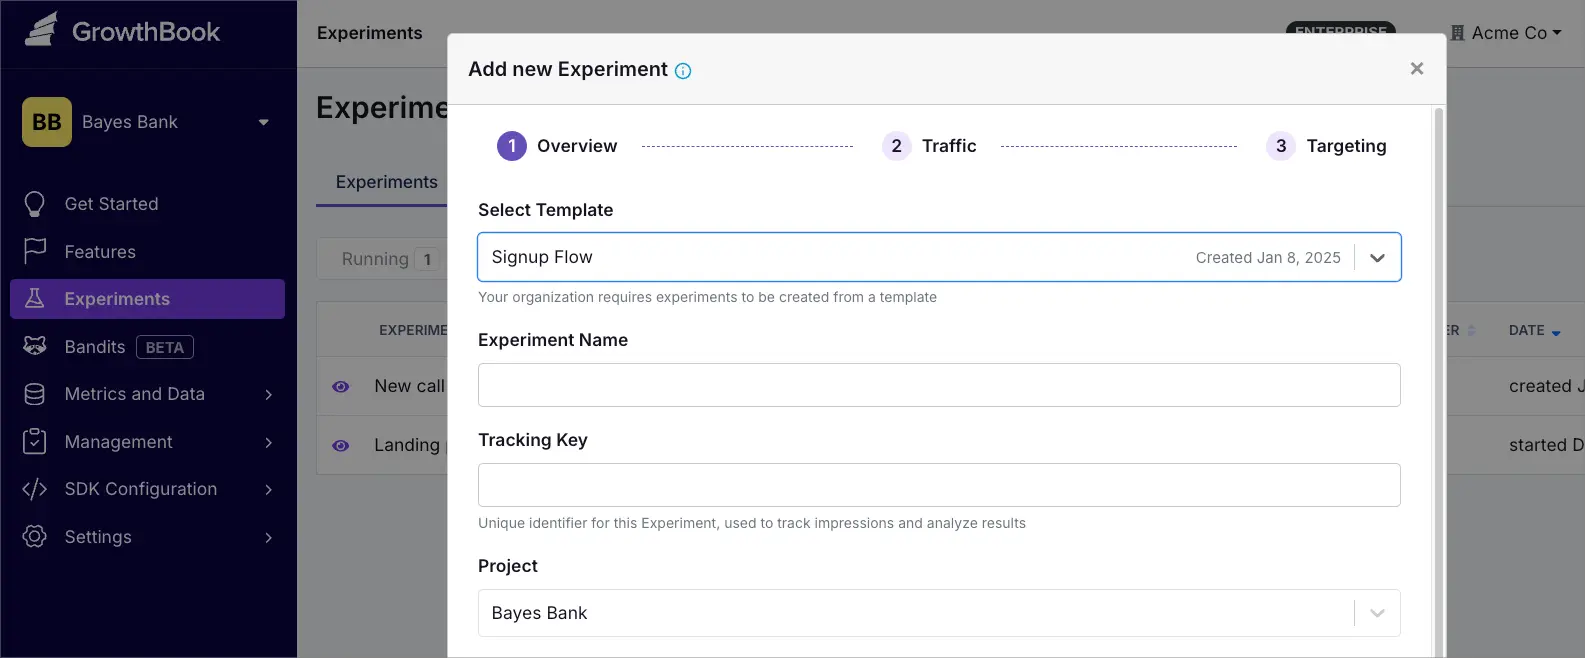 GrowthBook
BB Bayes Bank
Get Started
Features
Experiments
Bandits BETA
Metrics and Data
Management
SDK Configuration
Settings
Experiments
ENTERPRISE
Acme Co
Experime
Experiments
Running 1
EXPERIME
ER DATE
New call
created J
Landing
started D
Add new Experiment
1 Overview 2 Traffic 3 Targeting
Select Template
Signup Flow Created Jan 8, 2025
Your organization requires experiments to be created from a template
Experiment Name
Tracking Key
Unique identifier for this Experiment, used to track impressions and analyze results
Project
Bayes Bank